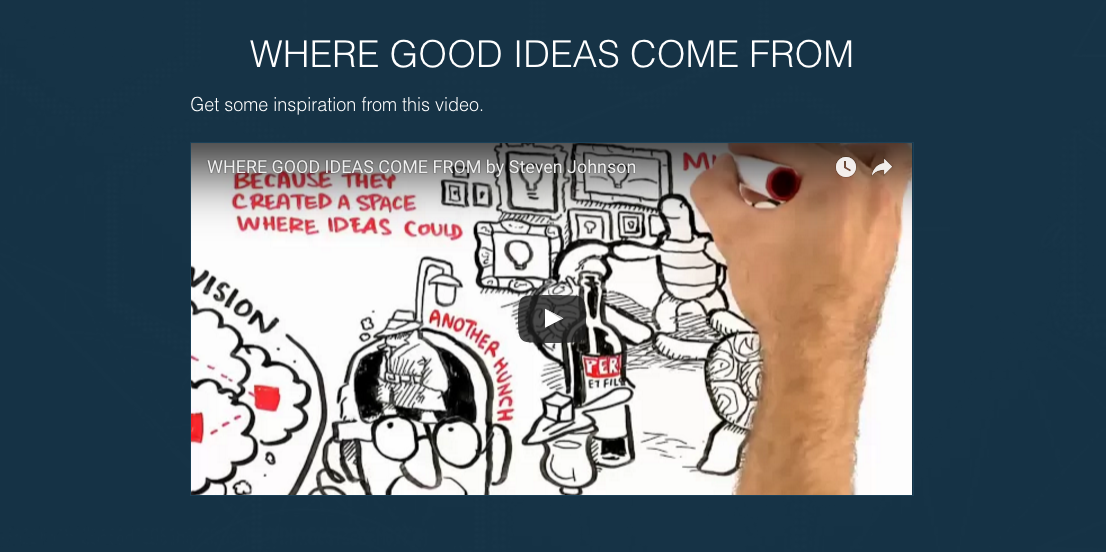 WHERE GOOD IDEAS COME FROM
Get some inspiration from this video.
WHERE GOOD IDEAS COME FROM by Steven Johnson
BECAUSE THEY
CREATED A SPACE
WHERE IDEAS COULD
VISION
ANOTHER HUNCH
PER
ET FILS